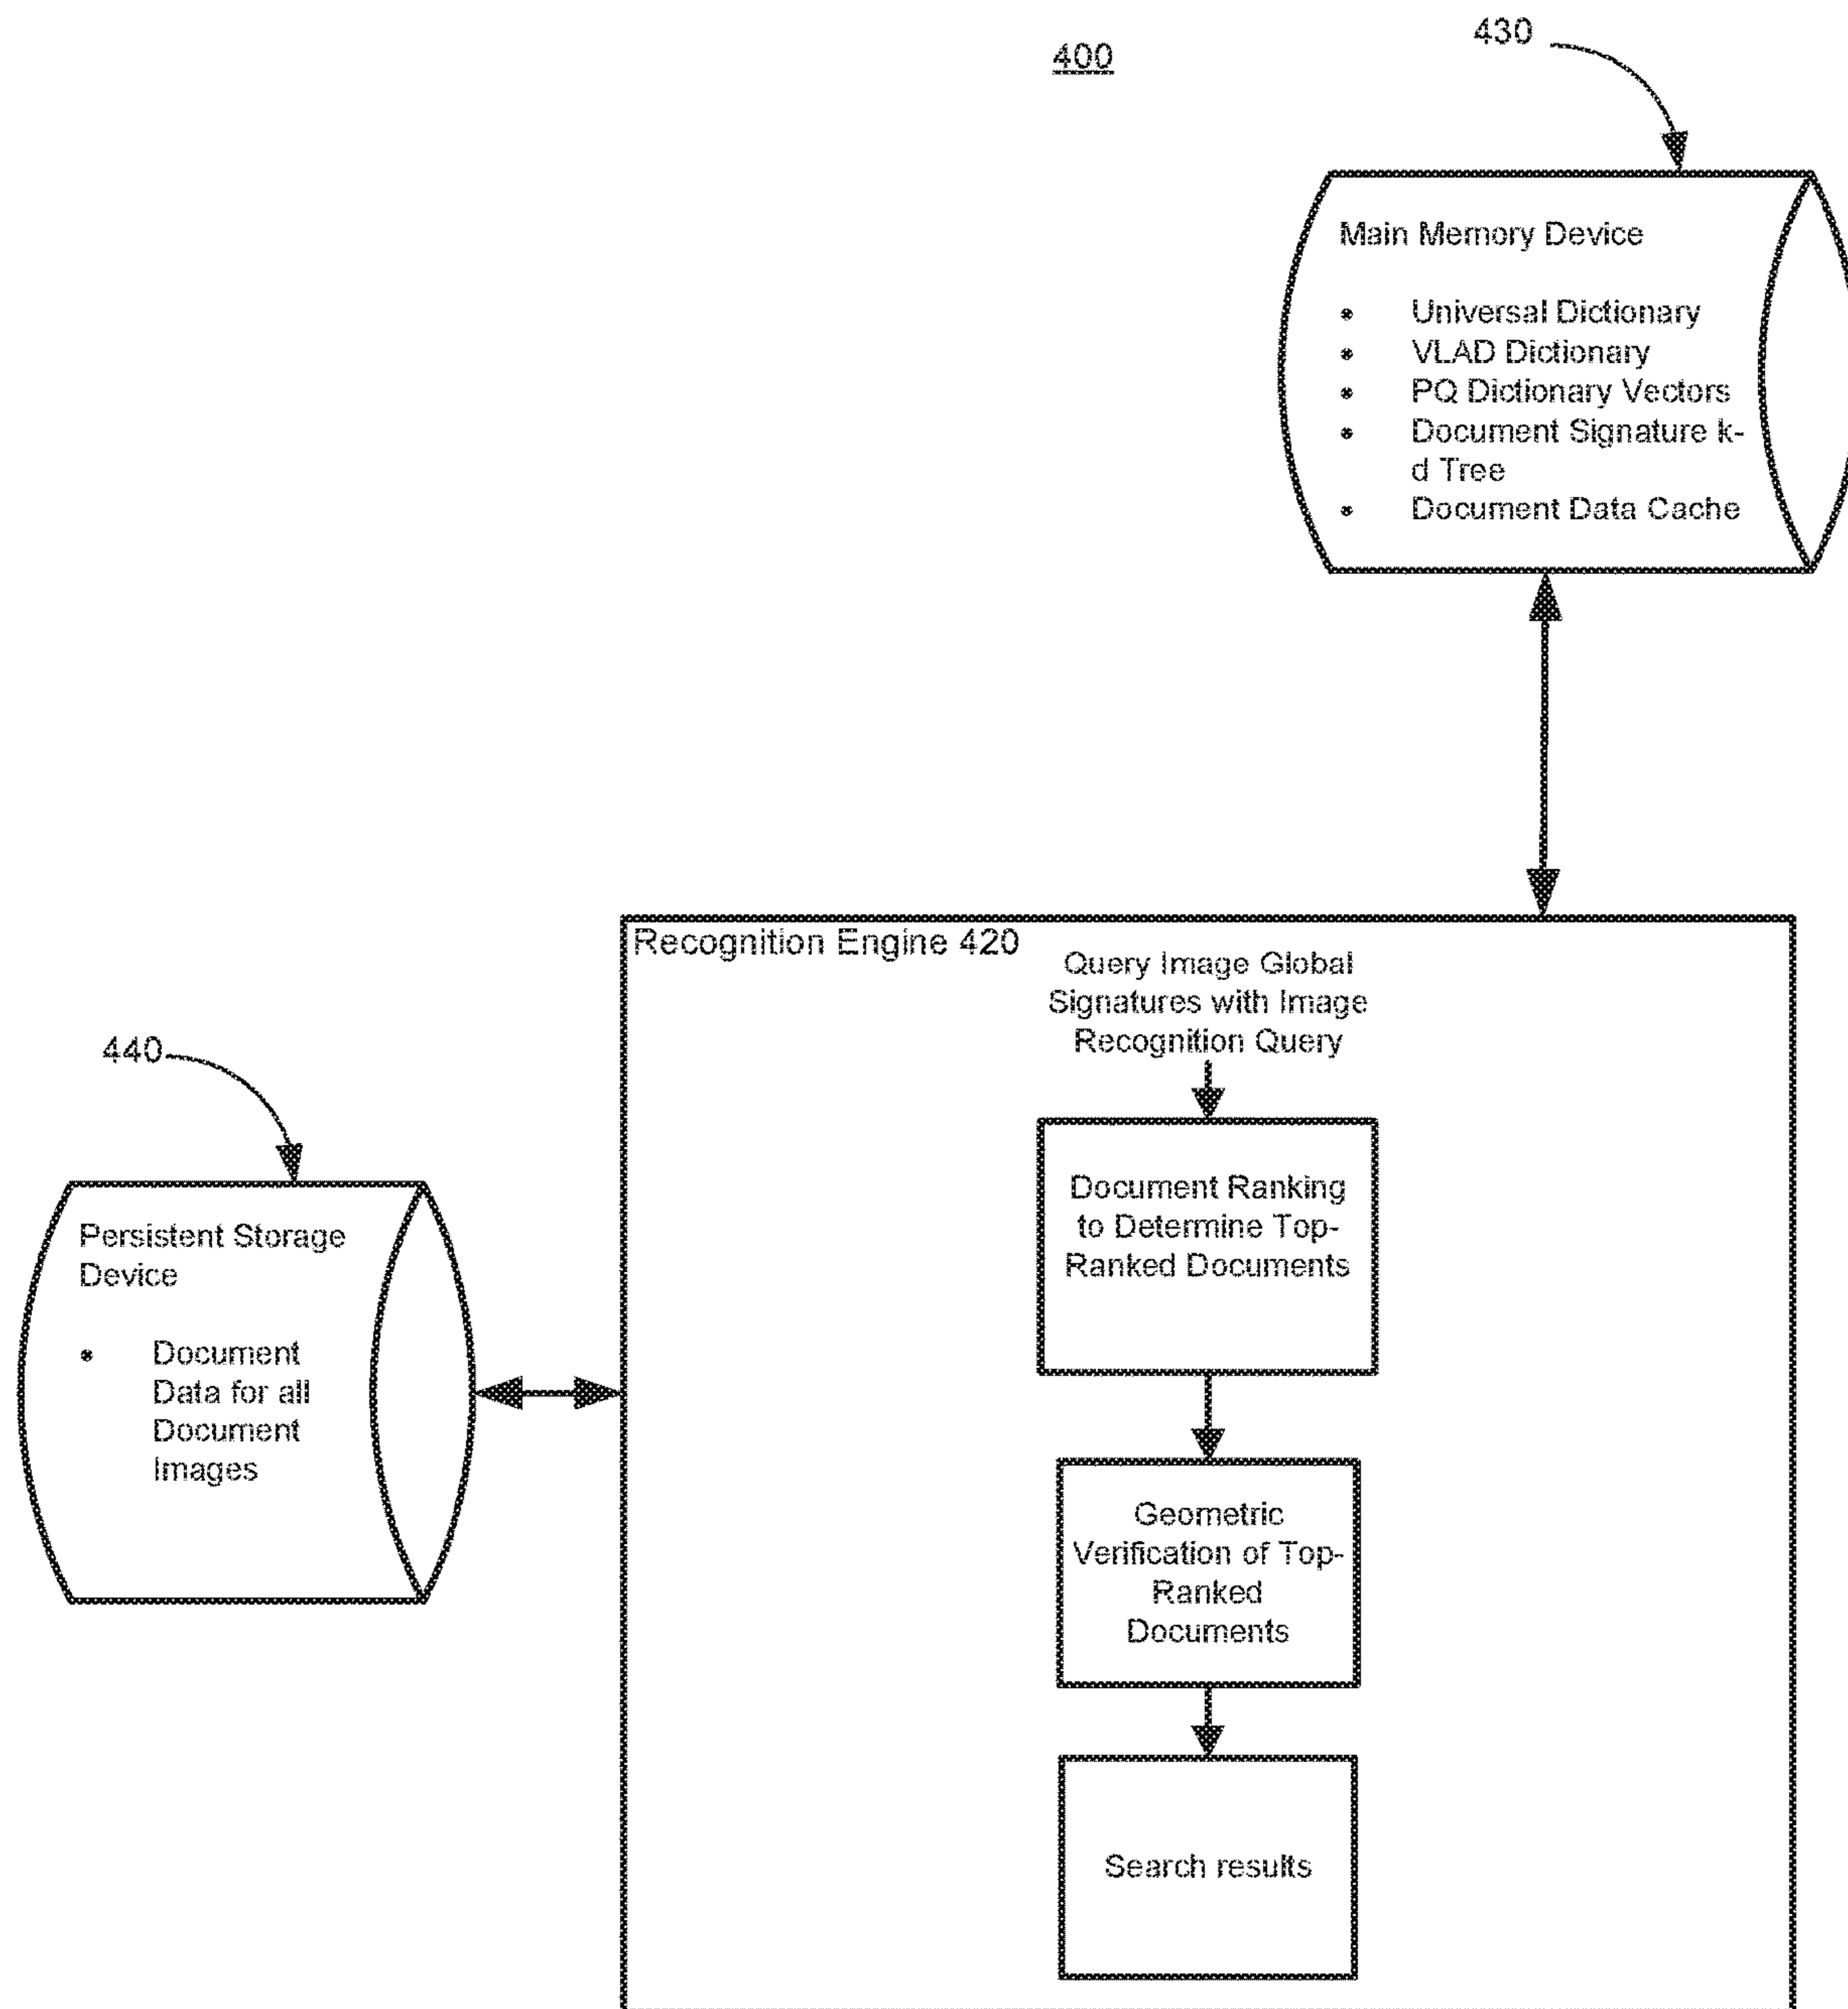 400
430
Main Memory Device
• Universal Dictionary
• VLAD Dictionary
• PQ Dictionary Vectors
• Document Signature k-
d Tree
• Document Data Cache
Recognition Engine 420
Query Image Global
Signatures with Image
Recognition Query
440
Persistent Storage
Device
• Document
Data for all
Document
Images
Document Ranking
to Determine Top-
Ranked Documents
Geometric
Verification of Top-
Ranked
Documents
Search results